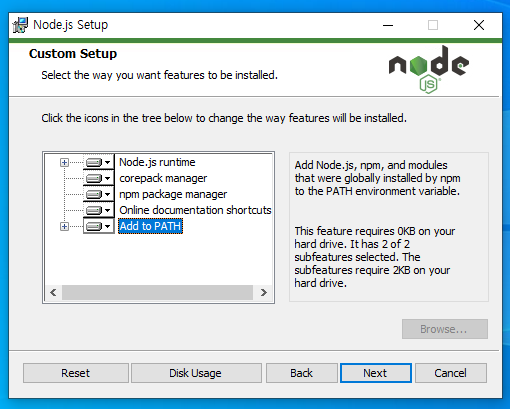 Node.js Setup
Custom Setup
Select the way you want features to be installed.
node
JS
Click the icons in the tree below to change the way features will be installed.
Node.js runtime
corepack manager
npm package manager
Online documentation shortcuts
Add to PATH
Add Node.js, npm, and modules
that were globally installed by npm
to the PATH environment variable.
This feature requires 0KB on your
hard drive. It has 2 of 2
subfeatures selected. The
subfeatures require 2KB on your
hard drive.
Browse...
Reset
Disk Usage
Back
Next
Cancel